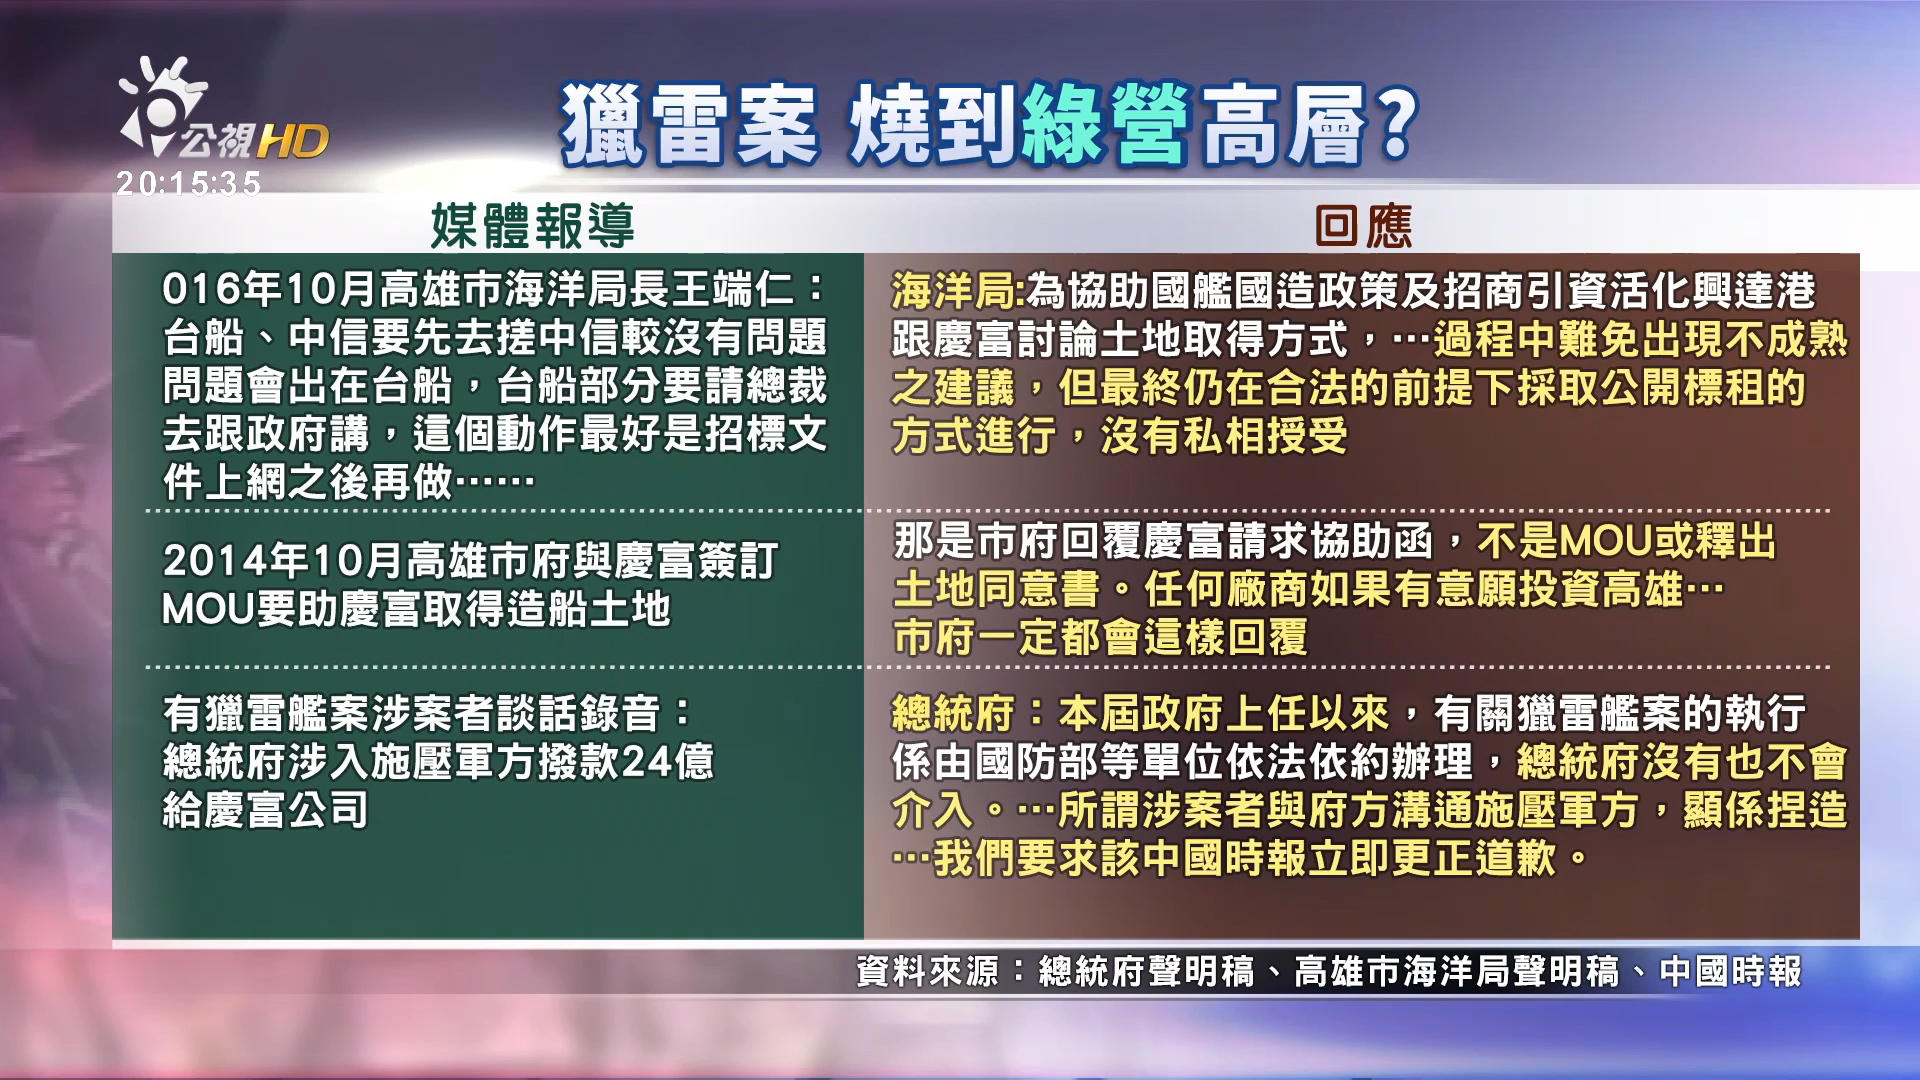 公視HD
20:15:35
獵雷案 燒到綠營高層?
媒體報導
回應
016年10月高雄市海洋局長王端仁：
台船、中信要先去搓中信較沒有問題
問題會出在台船，台船部分要請總裁
去跟政府講，這個動作最好是招標文
件上網之後再做……
海洋局:為協助國艦國造政策及招商引資活化興達港
跟慶富討論土地取得方式，…過程中難免出現不成熟
之建議，但最終仍在合法的前提下採取公開標租的
方式進行，沒有私相授受
2014年10月高雄市府與慶富簽訂
MOU要助慶富取得造船土地
那是市府回覆慶富請求協助函，不是MOU或釋出
土地同意書。任何廠商如果有意願投資高雄…
市府一定都會這樣回覆
有獵雷艦案涉案者談話錄音：
總統府涉入施壓軍方撥款24億
給慶富公司
總統府：本屆政府上任以來，有關獵雷艦案的執行
係由國防部等單位依法依約辦理，總統府沒有也不會
介入。…所謂涉案者與府方溝通施壓軍方，顯係捏造
…我們要求該中國時報立即更正道歉。
資料來源：總統府聲明稿、高雄市海洋局聲明稿、中國時報